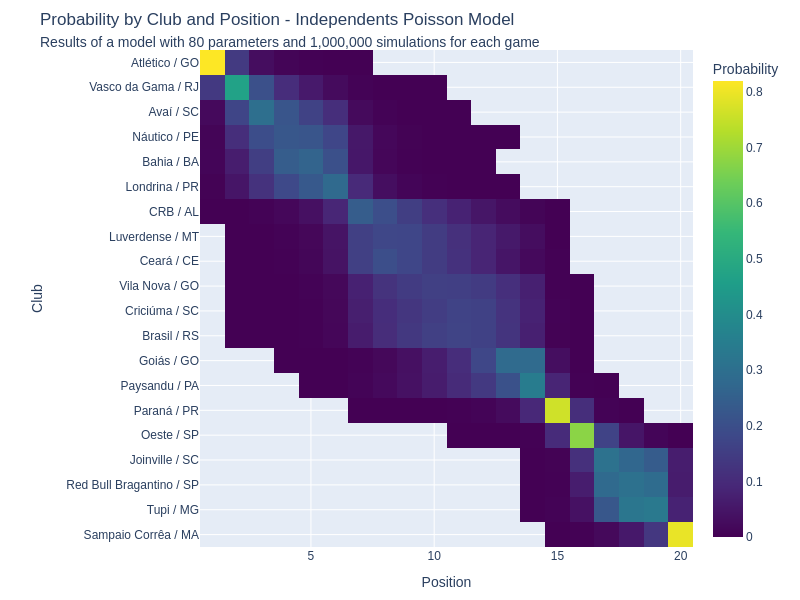 Probability by Club and Position - Independents Poisson Model
Results of a model with 80 parameters and 1,000,000 simulations for each game
Probability
Atlético / GO
Vasco da Gama / RJ
Avaí / SC
Náutico / PE
Bahia / BA
Londrina / PR
CRB / AL
Luverdense / MT
Ceará / CE
Vila Nova / GO
Criciúma / SC
Brasil / RS
Goiás / GO
Paysandu / PA
Paraná / PR
Oeste / SP
Joinville / SC
Red Bull Bragantino / SP
Tupi / MG
Sampaio Corrêa / MA
Club
5
10
15
20
Position
0.8
0.7
0.6
0.5
0.4
0.3
0.2
0.1
0